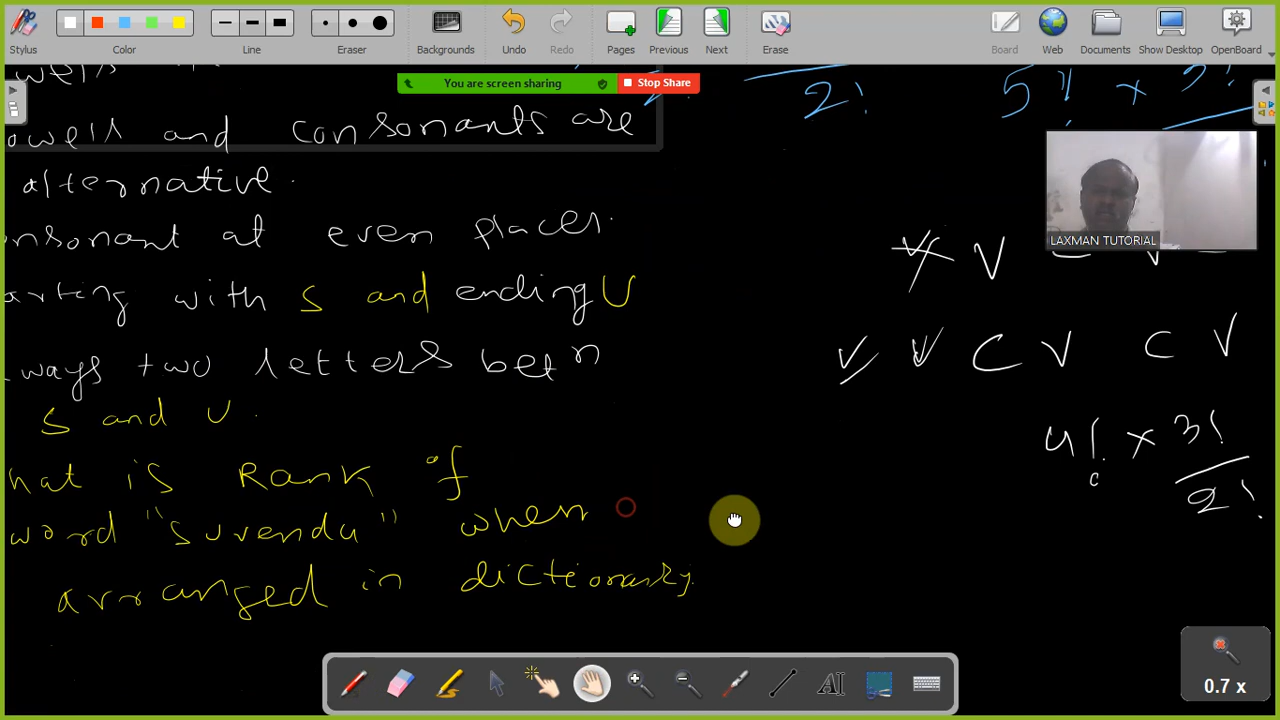 Stylus
Color
Line
Eraser
Backgrounds
Undo
Redo
Pages
Previous
Next
Erase
Board
Web
Documents
Show Desktop
OpenBoard
You are screen sharing
Stop Share
owels and consonants are
alternative.
onsonant at even places.
arting with S and ending U
ways two letters betn
S and U.
hat is Rank of
word "surendu" when
arranged in dictionary.
2!
5! ×
LAXMAN TUTORIAL
V
V V C V C V
4! × 3!
2!
0.7 x